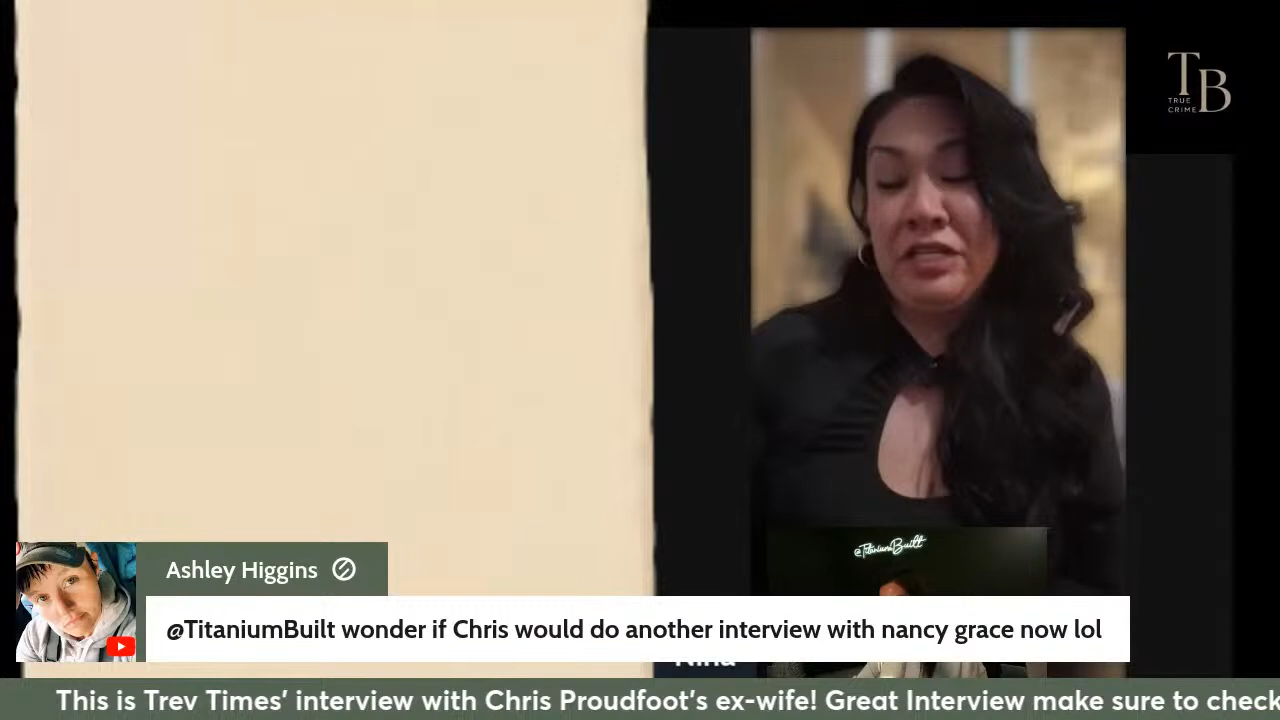 TB
TRUE
CRIME
@TitaniumBuilt
Ashley Higgins
@TitaniumBuilt wonder if Chris would do another interview with nancy grace now lol
Nina
This is Trev Times' interview with Chris Proudfoot's ex-wife! Great Interview make sure to check